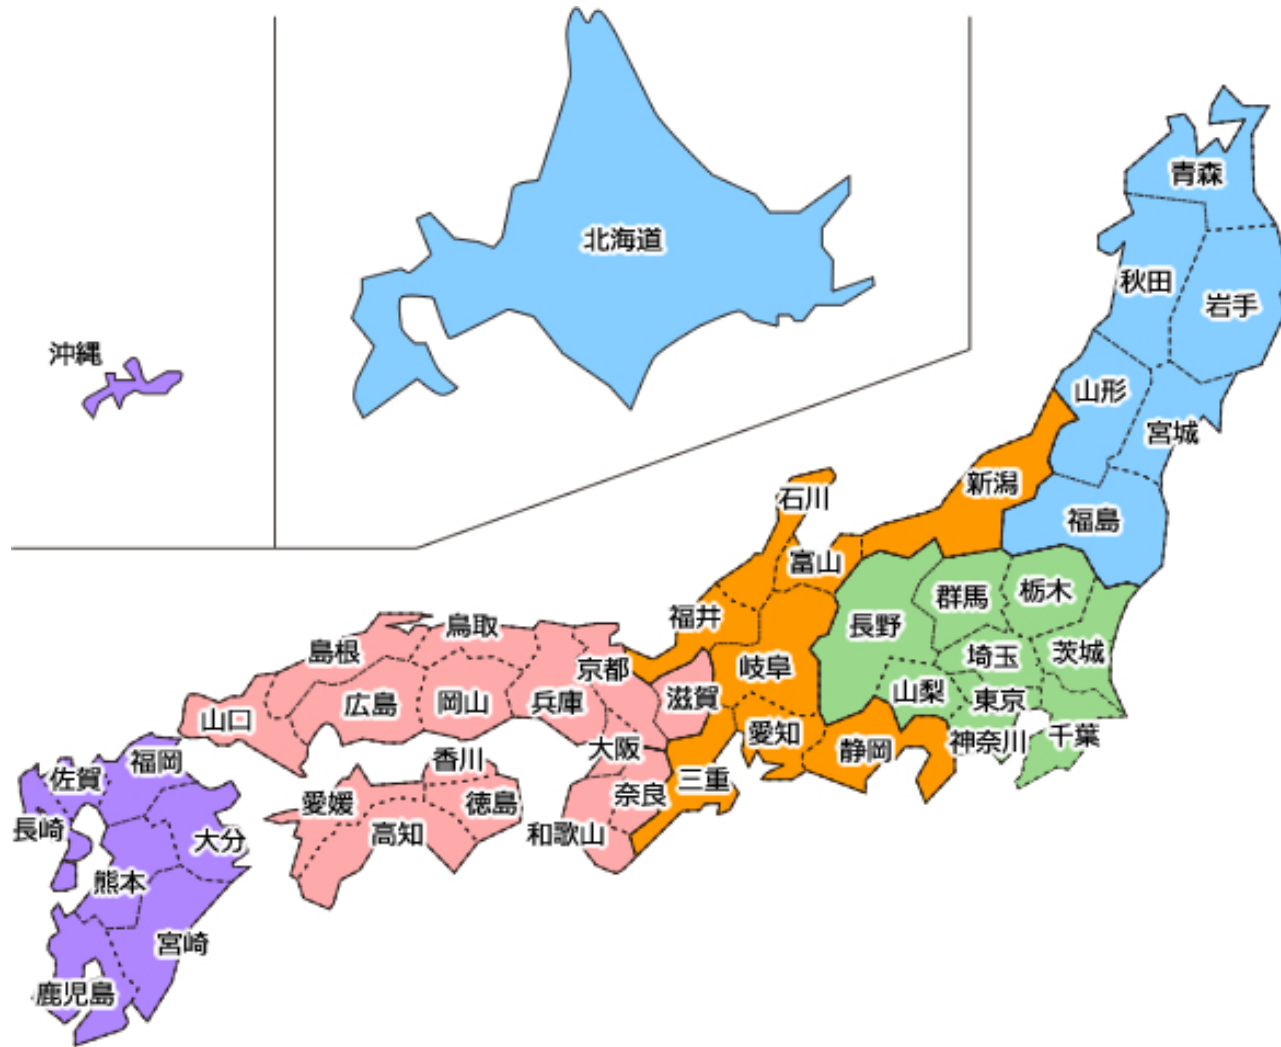 北海道
青森
秋田
岩手
山形
宮城
福島
沖縄
新潟
石川
富山
福井
岐阜
長野
群馬
栃木
埼玉
茨城
山梨
東京
神奈川
千葉
愛知
静岡
三重
鳥取
島根
京都
滋賀
兵庫
岡山
広島
山口
大阪
奈良
和歌山
香川
徳島
愛媛
高知
福岡
佐賀
長崎
大分
熊本
宮崎
鹿児島